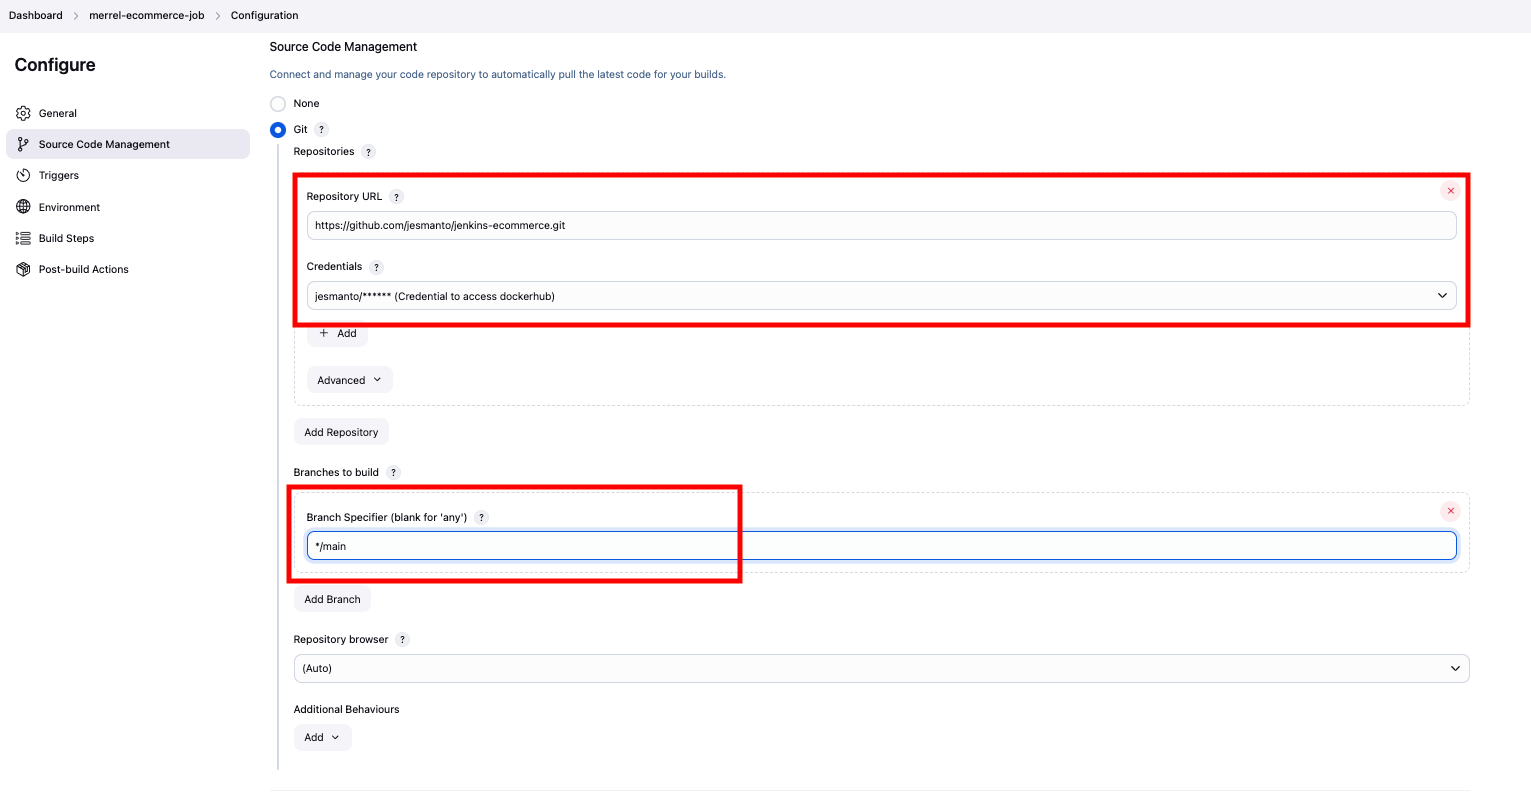 Dashboard > merrel-ecommerce-job > Configuration
Configure
General
Source Code Management
Triggers
Environment
Build Steps
Post-build Actions
Source Code Management
Connect and manage your code repository to automatically pull the latest code for your builds.
None
Git ?
Repositories ?
Repository URL ?
https://github.com/jesmanto/jenkins-ecommerce.git
Credentials ?
jesmanto/****** (Credential to access dockerhub)
+ Add
Advanced
Add Repository
Branches to build ?
Branch Specifier (blank for 'any') ?
*/main
Add Branch
Repository browser ?
(Auto)
Additional Behaviours
Add